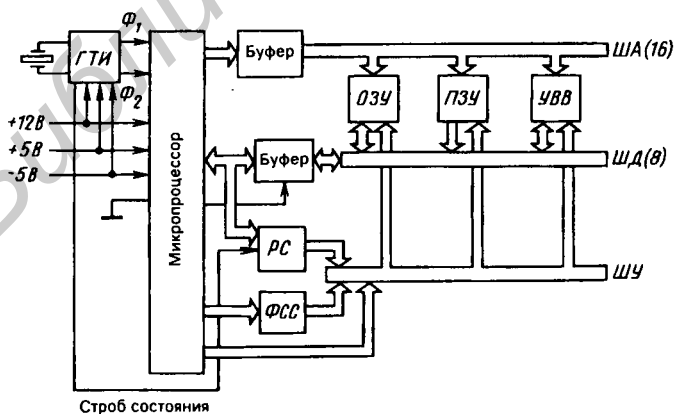 Ф1
ГТИ
Ф2
+12В
+5В
-5В
Микропроцессор
Буфер
ША(16)
ОЗУ
ПЗУ
УВВ
Буфер
ШД(8)
РС
ШУ
ФСС
Строб состояния